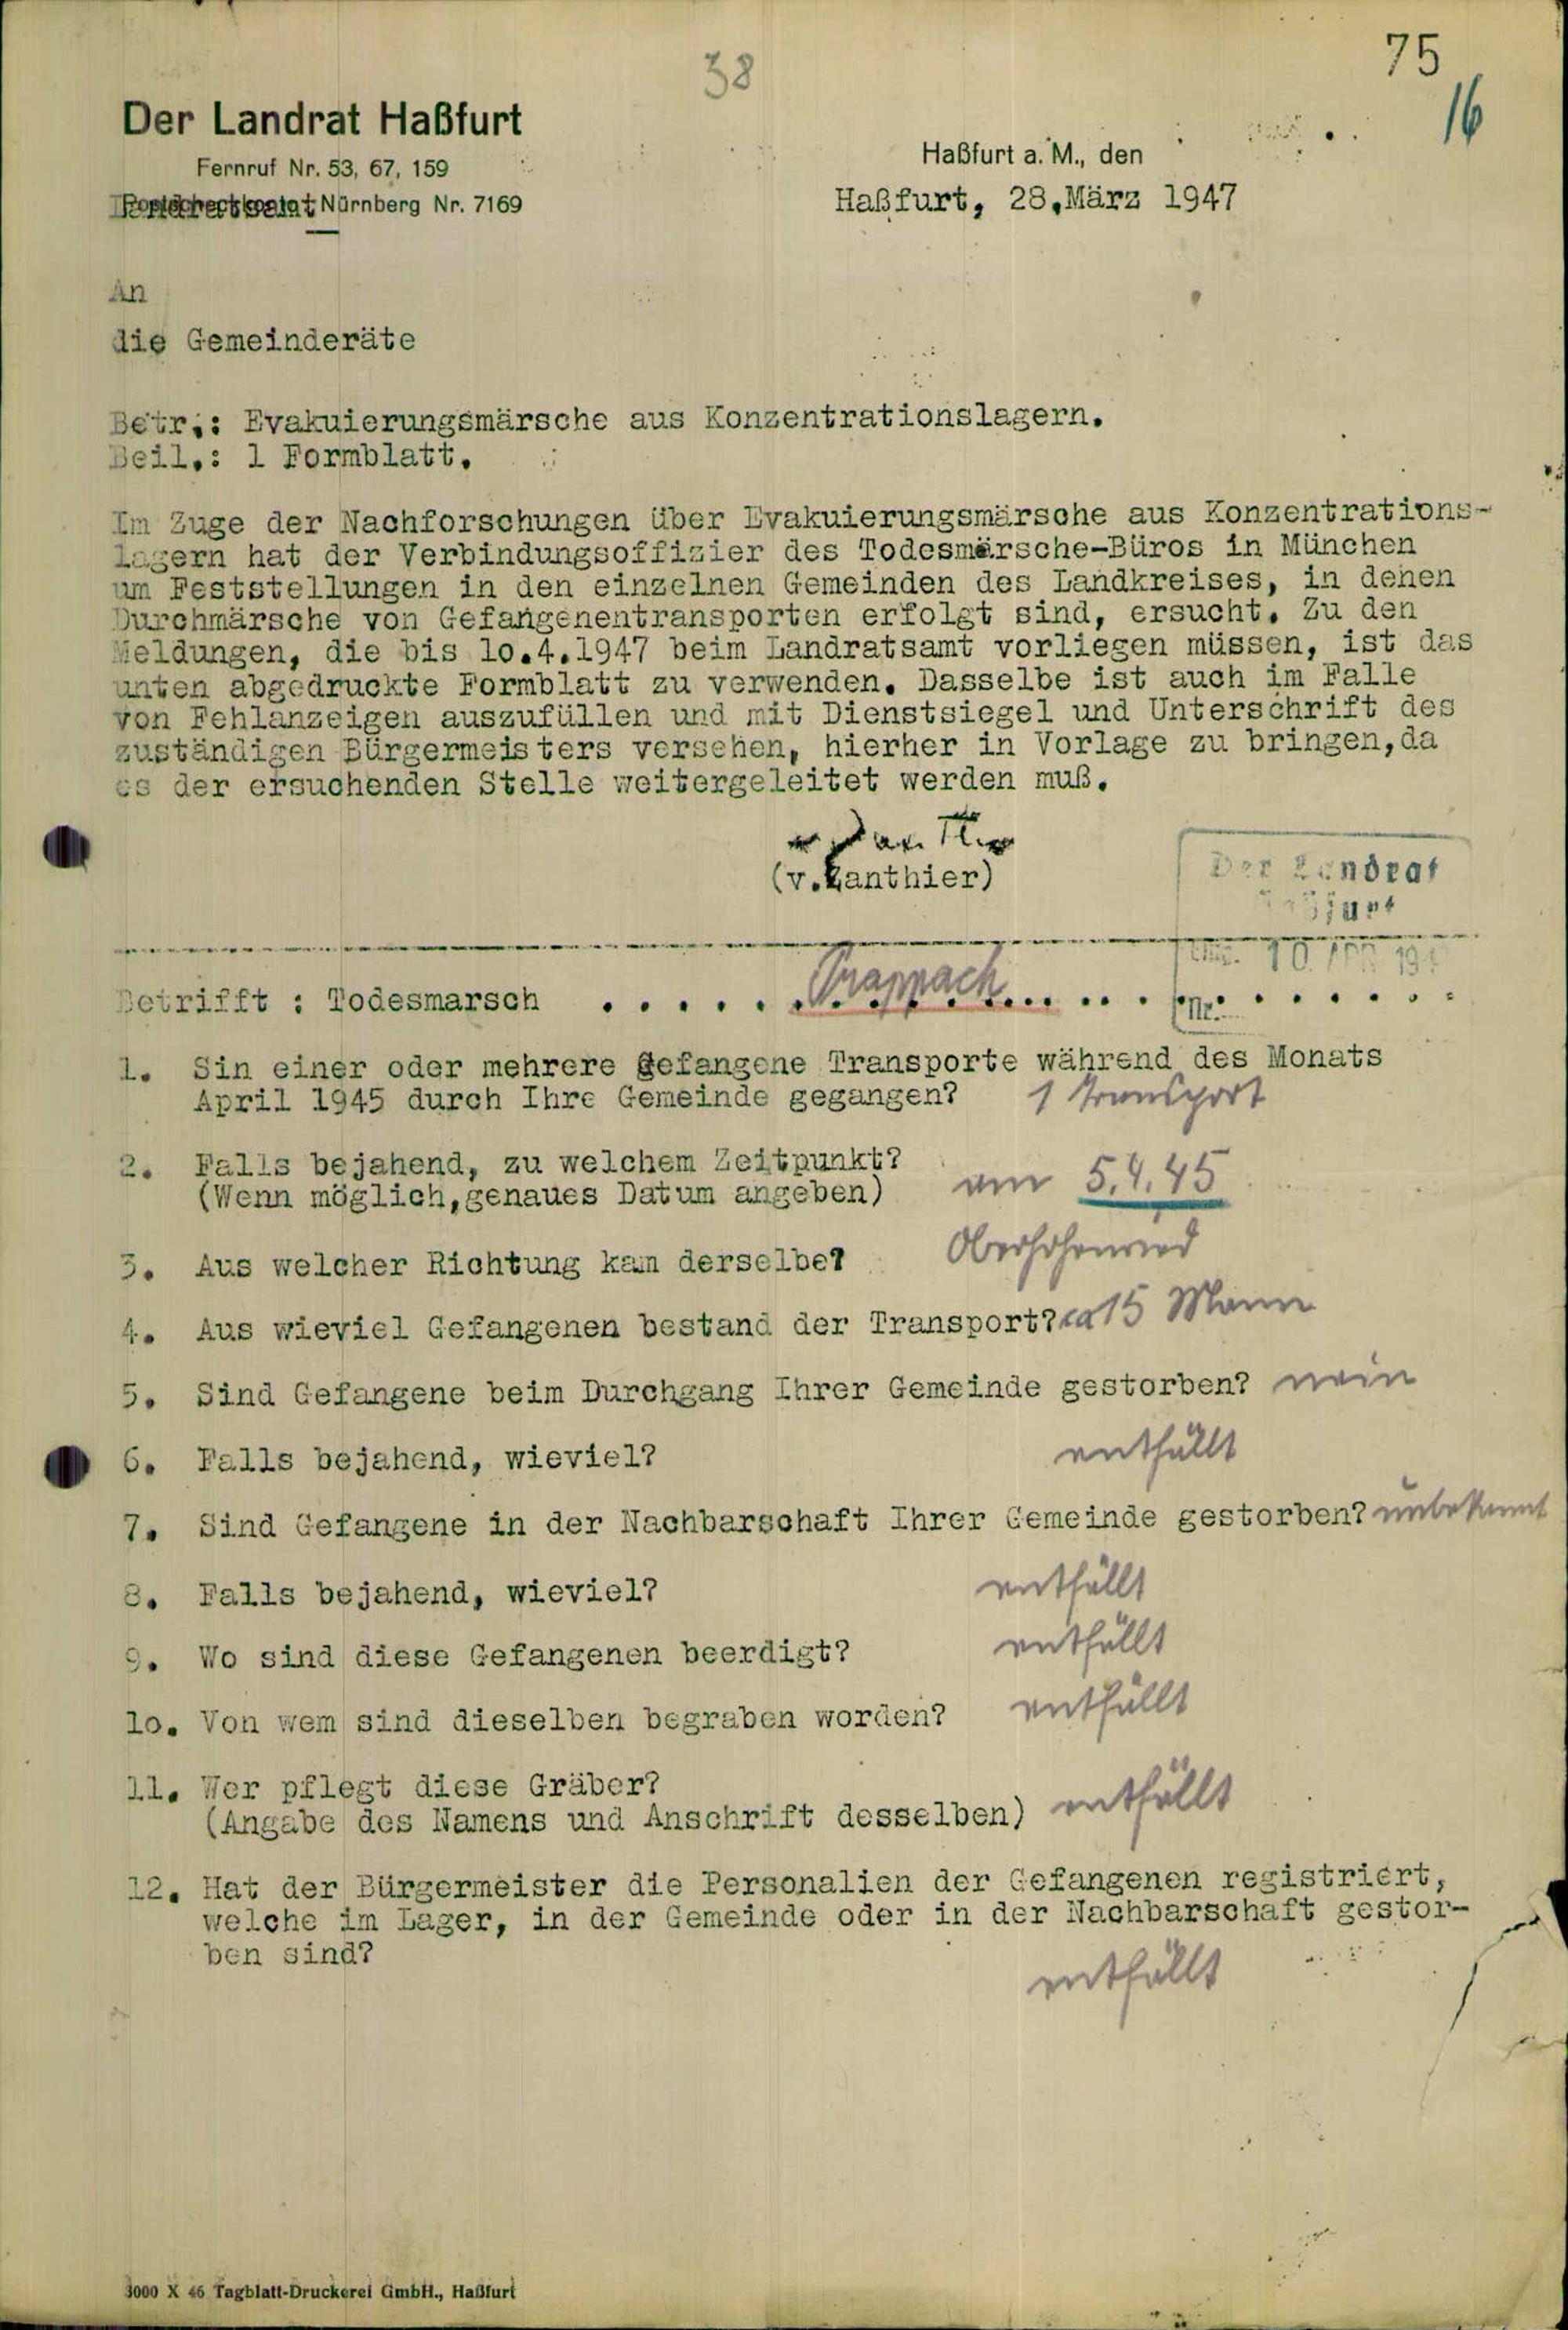 38
75
16
Der Landrat Haßfurt
Fernruf Nr. 53, 67, 159
Nürnberg Nr. 7169
Haßfurt a. M., den
Haßfurt, 28.März 1947
An
die Gemeinderäte
Betr.: Evakuierungsmärsche aus Konzentrationslagern.
Beil.: 1 Formblatt.
Im Zuge der Nachforschungen über Evakuierungsmärsche aus Konzentrations-
lagern hat der Verbindungsoffizier des Todesmärsche-Büros in München
um Feststellungen in den einzelnen Gemeinden des Landkreises, in denen
Durchmärsche von Gefangenentransporten erfolgt sind, ersucht. Zu den
Meldungen, die bis 10.4.1947 beim Landratsamt vorliegen müssen, ist das
unten abgedruckte Formblatt zu verwenden. Dasselbe ist auch im Falle
von Fehlanzeigen auszufüllen und mit Dienstsiegel und Unterschrift des
zuständigen Bürgermeisters versehen, hierher in Vorlage zu bringen,da
es der ersuchenden Stelle weitergeleitet werden muß.
(v.Zanthier)
Der Landrat
Haßfurt
10. APR. 194
Nr.
Betrifft : Todesmarsch . . . . . Prappach . . . . .
1. Sin einer oder mehrere gefangene Transporte während des Monats
April 1945 durch Ihre Gemeinde gegangen? 1 Transport
2. Falls bejahend, zu welchem Zeitpunkt?
(Wenn möglich,genaues Datum angeben) am 5.4.45
3. Aus welcher Richtung kam derselbe? Oberhohenried
4. Aus wieviel Gefangenen bestand der Transport? ca 15 Mann
5. Sind Gefangene beim Durchgang Ihrer Gemeinde gestorben? nein
6. Falls bejahend, wieviel? entfällt
7. Sind Gefangene in der Nachbarschaft Ihrer Gemeinde gestorben? unbekannt
8. Falls bejahend, wieviel? entfällt
9. Wo sind diese Gefangenen beerdigt? entfällt
10. Von wem sind dieselben begraben worden? entfällt
11. Wer pflegt diese Gräber?
(Angabe des Namens und Anschrift desselben) entfällt
12. Hat der Bürgermeister die Personalien der Gefangenen registriert,
welche im Lager, in der Gemeinde oder in der Nachbarschaft gestor-
ben sind?
entfällt
3000 X 46 Tagblatt-Druckerei GmbH., Haßfurt